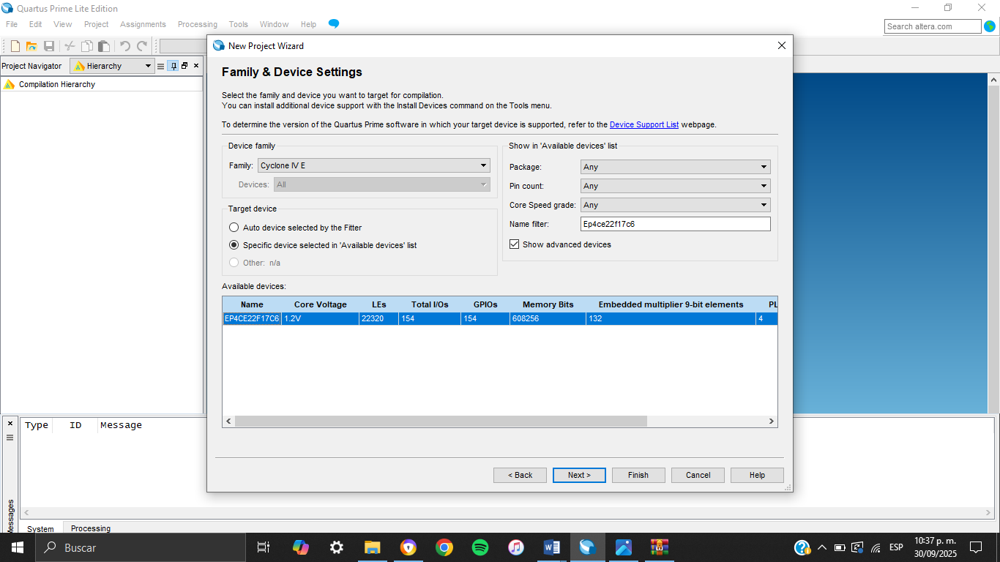 Quartus Prime Lite Edition
File Edit View Project Assignments Processing Tools Window Help
Search altera.com
Project Navigator Hierarchy
Compilation Hierarchy
New Project Wizard
Family & Device Settings
Select the family and device you want to target for compilation.
You can install additional device support with the Install Devices command on the Tools menu.
To determine the version of the Quartus Prime software in which your target device is supported, refer to the Device Support List webpage.
Device family
Family: Cyclone IV E
Devices: All
Target device
Auto device selected by the Fitter
Specific device selected in 'Available devices' list
Other: n/a
Show in 'Available devices' list
Package: Any
Pin count: Any
Core Speed grade: Any
Name filter: Ep4ce22f17c6
Show advanced devices
Available devices:
Name Core Voltage LEs Total I/Os GPIOs Memory Bits Embedded multiplier 9-bit elements PL
EP4CE22F17C6 1.2V 22320 154 154 608256 132 4
< Back Next > Finish Cancel Help
Type ID Message
Messages
System Processing
Buscar
ESP
10:37 p. m.
30/09/2025